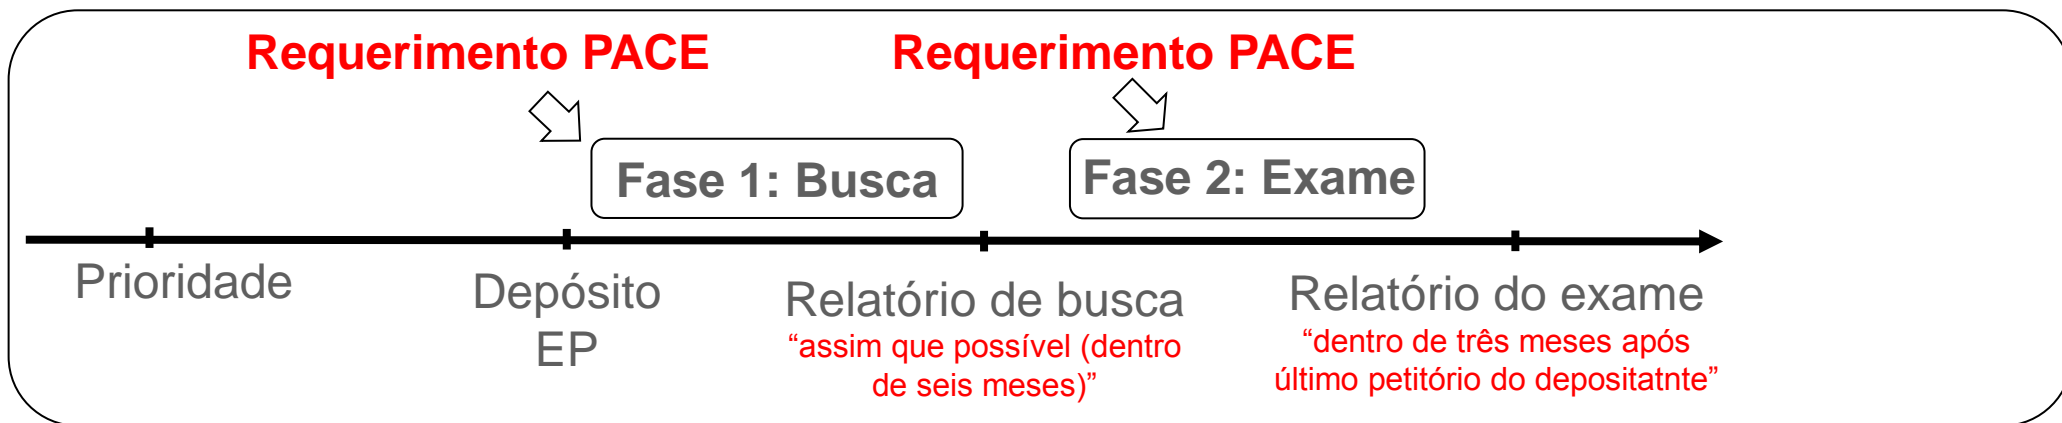 Requerimento PACE
Requerimento PACE
Fase 1: Busca
Fase 2: Exame
Prioridade
Depósito
EP
Relatório de busca
“assim que possível (dentro
de seis meses)”
Relatório do exame
“dentro de três meses após
último petitório do depositatnte”